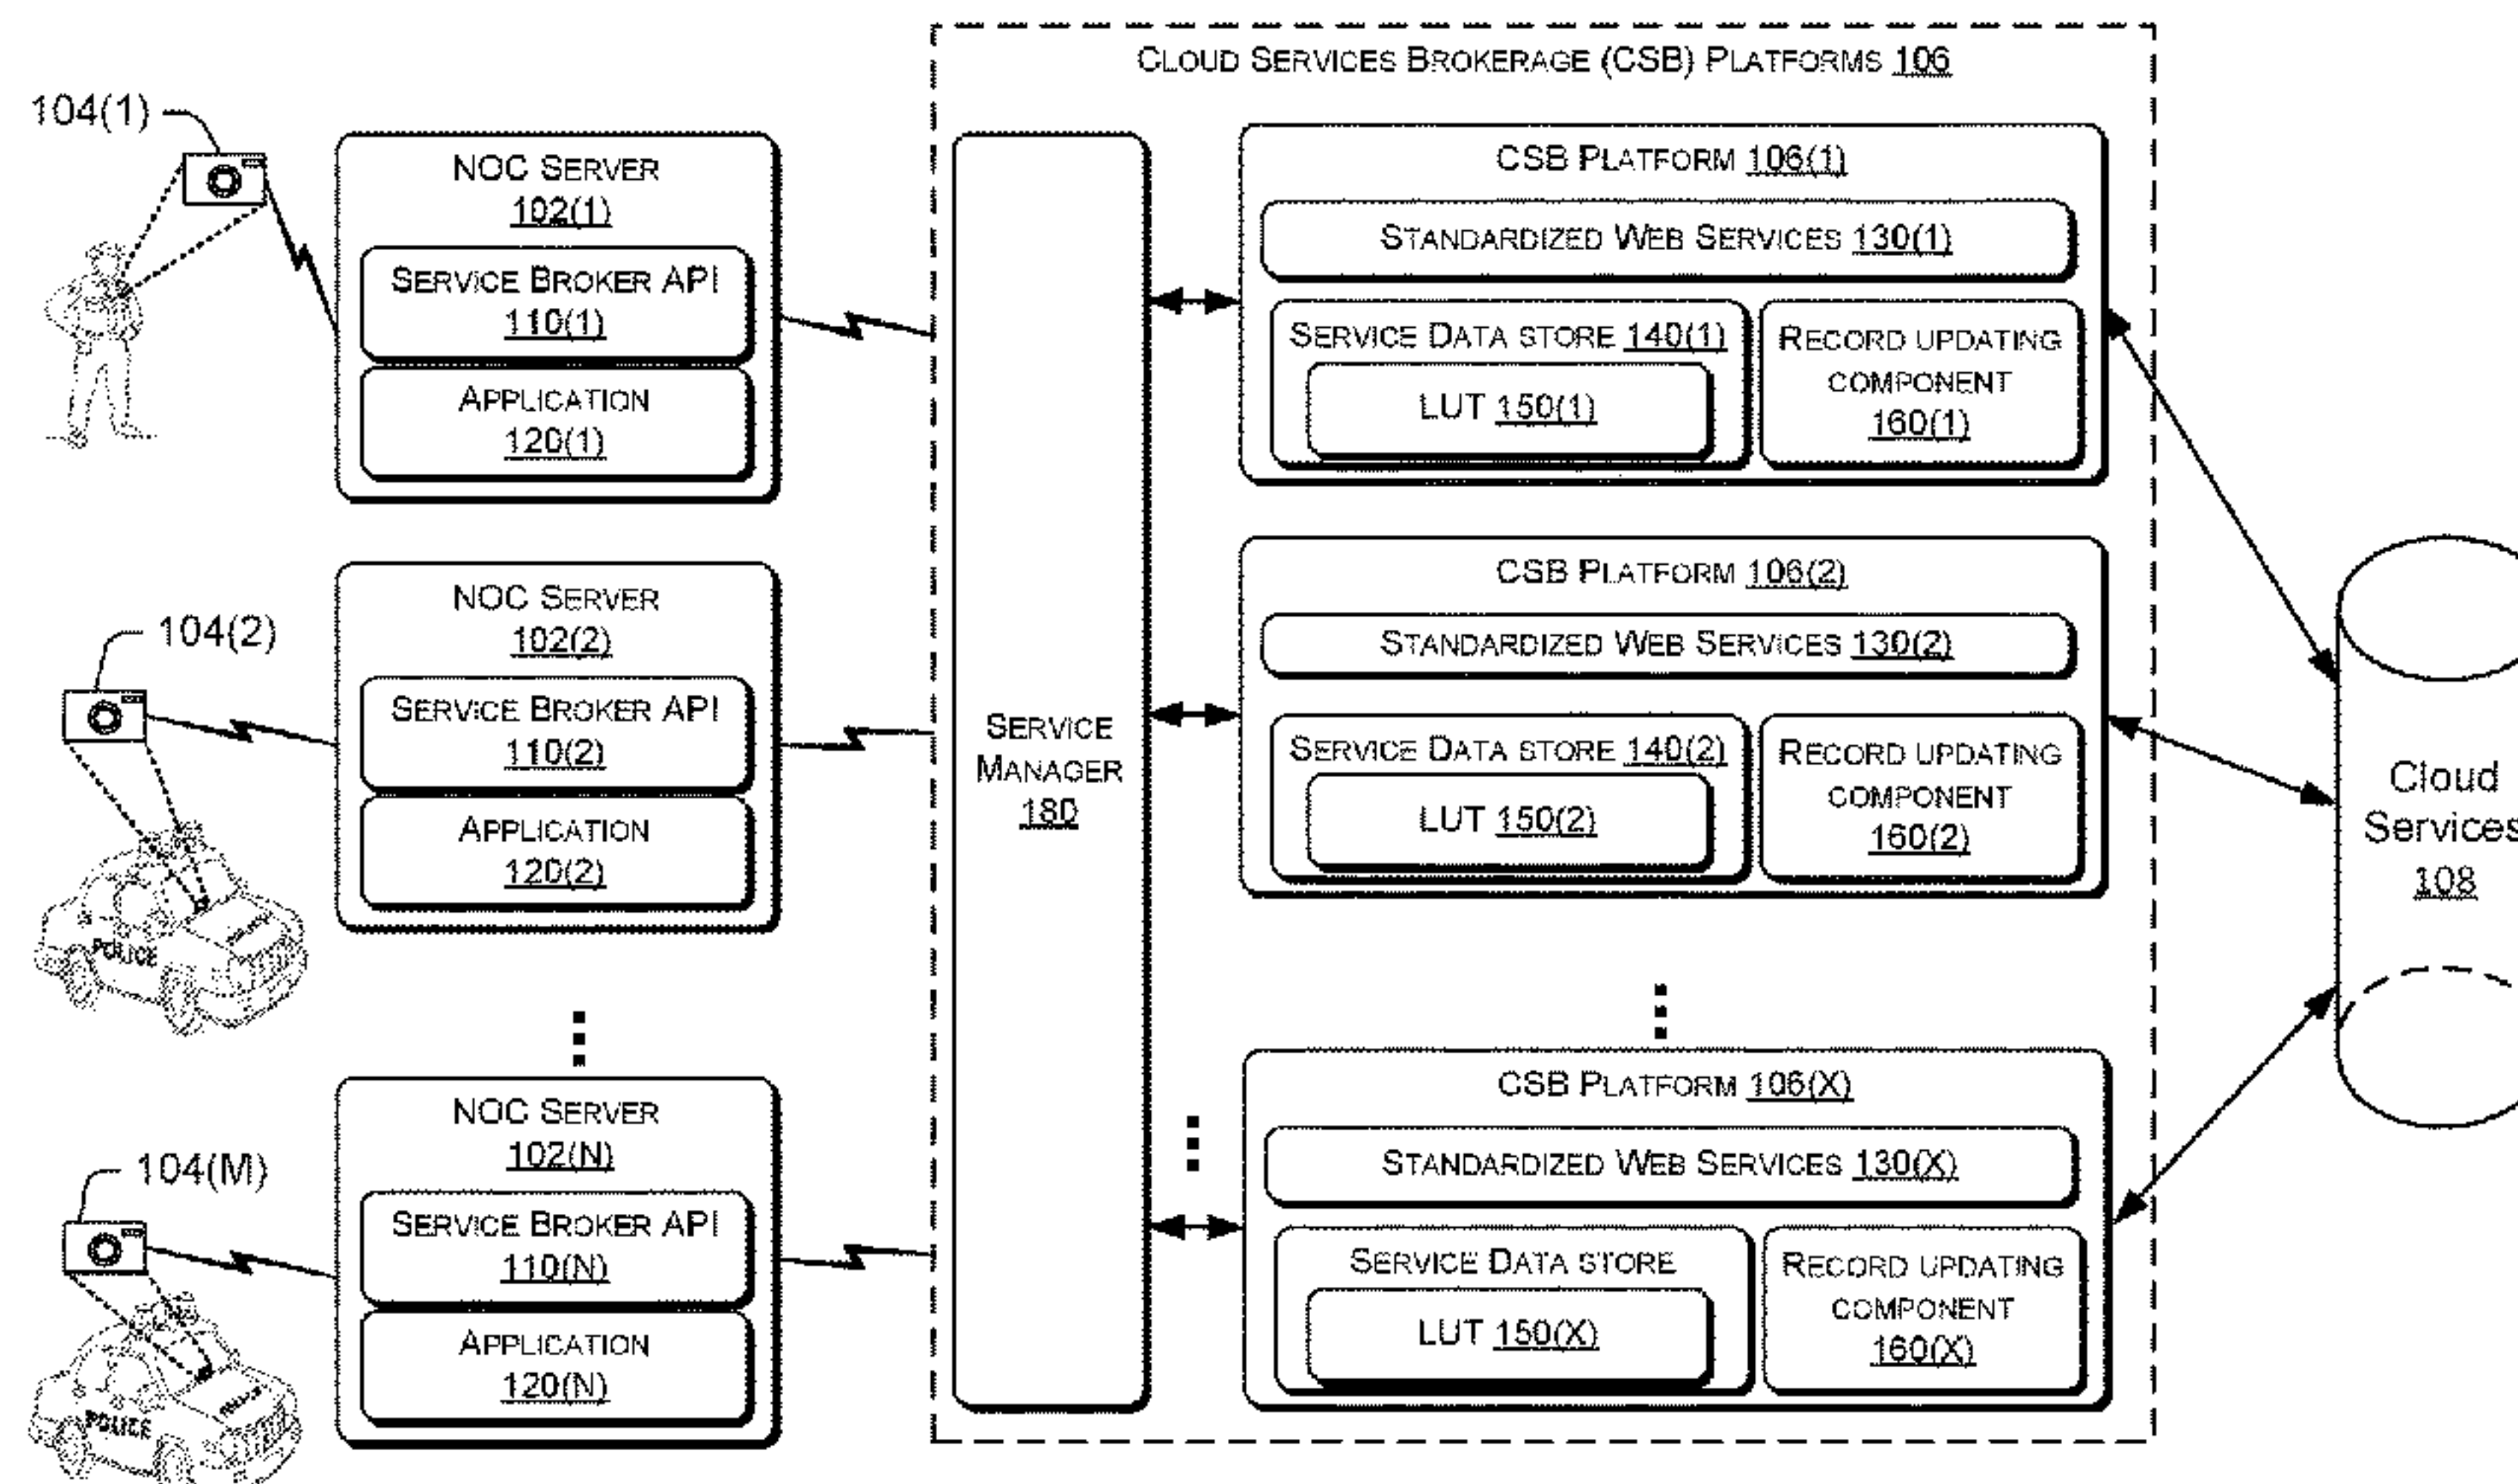 CLOUD SERVICES BROKERAGE (CSB) PLATFORMS 106
104(1)
NOC SERVER
102(1)
SERVICE BROKER API
110(1)
APPLICATION
120(1)
104(2)
NOC SERVER
102(2)
SERVICE BROKER API
110(2)
APPLICATION
120(2)
POLICE
104(M)
NOC SERVER
102(N)
SERVICE BROKER API
110(N)
APPLICATION
120(N)
POLICE
SERVICE
MANAGER
180
CSB PLATFORM 106(1)
STANDARDIZED WEB SERVICES 130(1)
SERVICE DATA STORE 140(1)
LUT 150(1)
RECORD UPDATING
COMPONENT
160(1)
CSB PLATFORM 106(2)
STANDARDIZED WEB SERVICES 130(2)
SERVICE DATA STORE 140(2)
LUT 150(2)
RECORD UPDATING
COMPONENT
160(2)
CSB PLATFORM 106(X)
STANDARDIZED WEB SERVICES 130(X)
SERVICE DATA STORE
LUT 150(X)
RECORD UPDATING
COMPONENT
160(X)
Cloud
Services
108